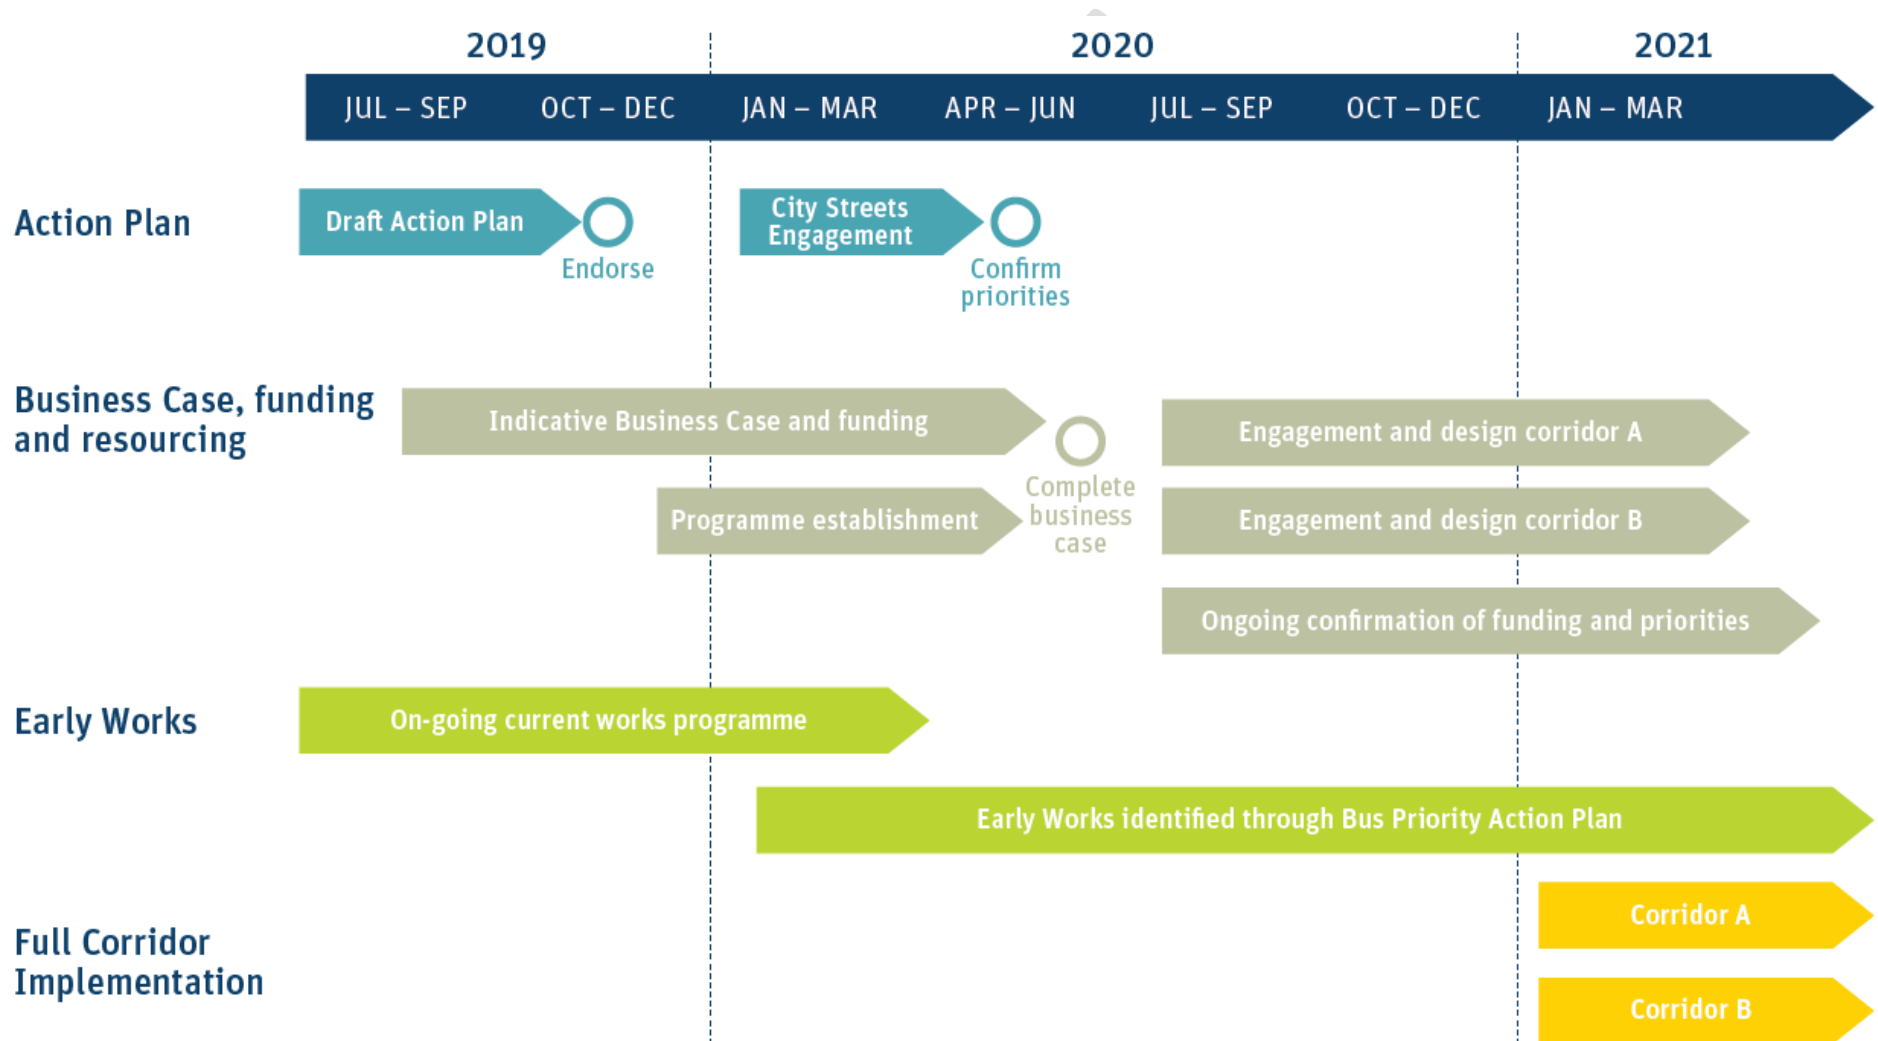 2019
2020
2021
JUL – SEP
OCT – DEC
JAN – MAR
APR – JUN
JUL – SEP
OCT – DEC
JAN – MAR
Action Plan
Draft Action Plan
Endorse
City Streets
Engagement
Confirm
priorities
Business Case, funding
and resourcing
Indicative Business Case and funding
Programme establishment
Complete
business
case
Engagement and design corridor A
Engagement and design corridor B
Ongoing confirmation of funding and priorities
Early Works
On-going current works programme
Early Works identified through Bus Priority Action Plan
Full Corridor
Implementation
Corridor A
Corridor B